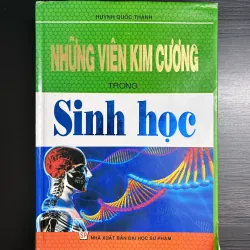 HUỲNH QUỐC THÀNH
NHỮNG VIÊN KIM CƯƠNG
TRONG
Sinh học
NHÀ XUẤT BẢN ĐẠI HỌC SƯ PHẠM